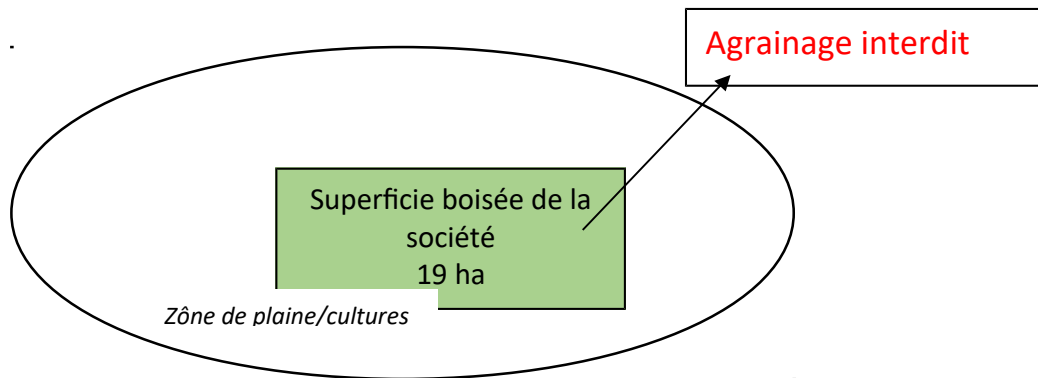 Agrainage interdit
Superficie boisée de la
société
19 ha
Zône de plaine/cultures